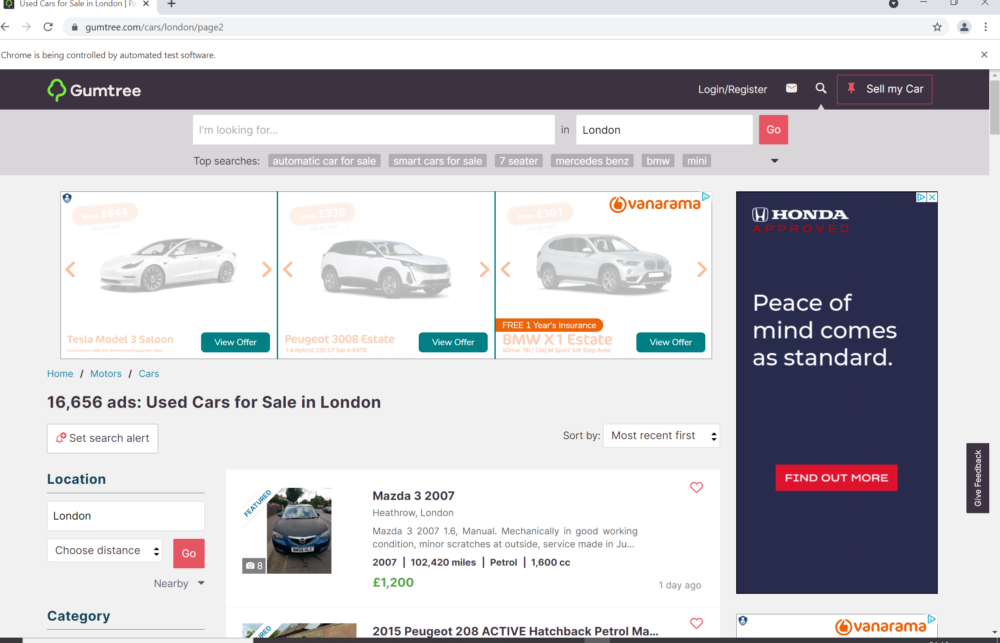 Used Cars for Sale in London | Pa
gumtree.com/cars/london/page2
Chrome is being controlled by automated test software.
Gumtree
Login/Register
Sell my Car
I'm looking for...
in
London
Go
Top searches:
automatic car for sale
smart cars for sale
7 seater
mercedes benz
bmw
mini
From £644
pm ex VAT
Tesla Model 3 Saloon
Performance AWD 4dr [Performance Upgrade] Auto
View Offer
From £336
pm ex VAT
Peugeot 3008 Estate
1.6 Hybrid 225 GT 5dr e-EAT8
View Offer
vanarama
From £301
pm ex VAT
FREE 1 Year's Insurance
BMW X1 Estate
sDrive 18i [136] M Sport 5dr Step Auto
View Offer
HONDA
APPROVED
Peace of
mind comes
as standard.
FIND OUT MORE
Home / Motors / Cars
16,656 ads: Used Cars for Sale in London
Set search alert
Sort by:
Most recent first
Location
London
Choose distance
Go
Nearby
Category
FEATURED
MM56 HLE
8
Mazda 3 2007
Heathrow, London
Mazda 3 2007 1.6, Manual. Mechanically in good working
condition, minor scratches at outside, service made in Ju...
2007 | 102,420 miles | Petrol | 1,600 cc
£1,200
1 day ago
2015 Peugeot 208 ACTIVE Hatchback Petrol Ma...
Give Feedback
vanarama